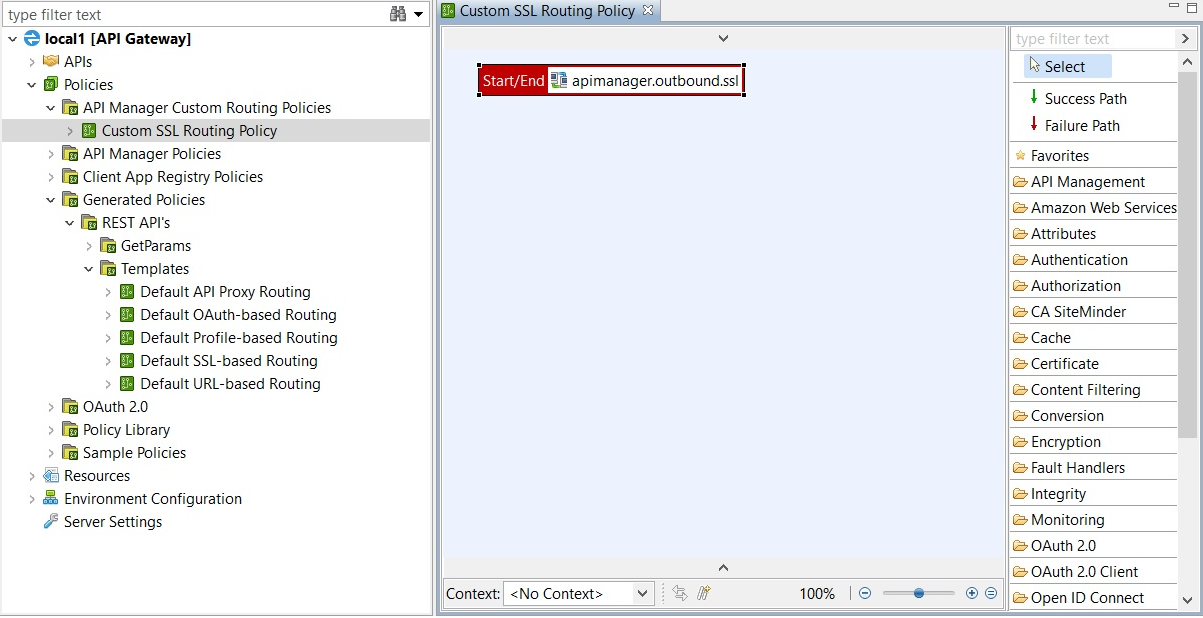 type filter text
local1 [API Gateway]
APIs
Policies
API Manager Custom Routing Policies
Custom SSL Routing Policy
API Manager Policies
Client App Registry Policies
Generated Policies
REST API's
GetParams
Templates
Default API Proxy Routing
Default OAuth-based Routing
Default Profile-based Routing
Default SSL-based Routing
Default URL-based Routing
OAuth 2.0
Policy Library
Sample Policies
Resources
Environment Configuration
Server Settings
Custom SSL Routing Policy
Start/End apimanager.outbound.ssl
Context: <No Context> 100%
type filter text
Select
Success Path
Failure Path
Favorites
API Management
Amazon Web Services
Attributes
Authentication
Authorization
CA SiteMinder
Cache
Certificate
Content Filtering
Conversion
Encryption
Fault Handlers
Integrity
Monitoring
OAuth 2.0
OAuth 2.0 Client
Open ID Connect